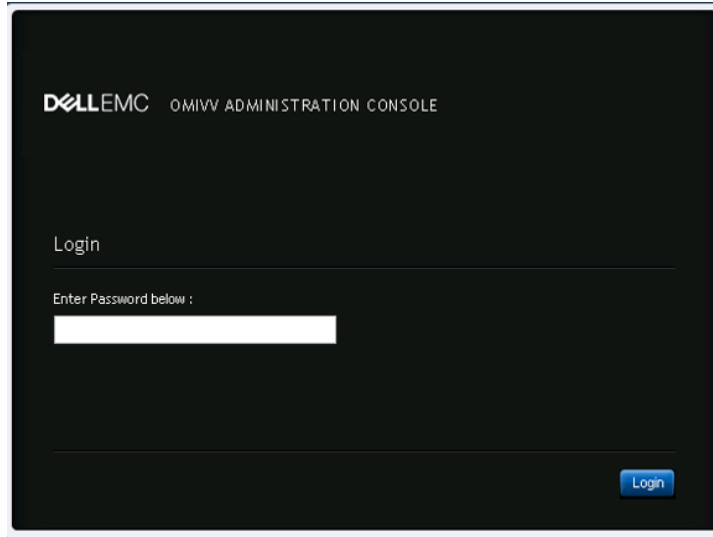 DELLEMC OMIVV ADMINISTRATION CONSOLE
Login
Enter Password below :
Login